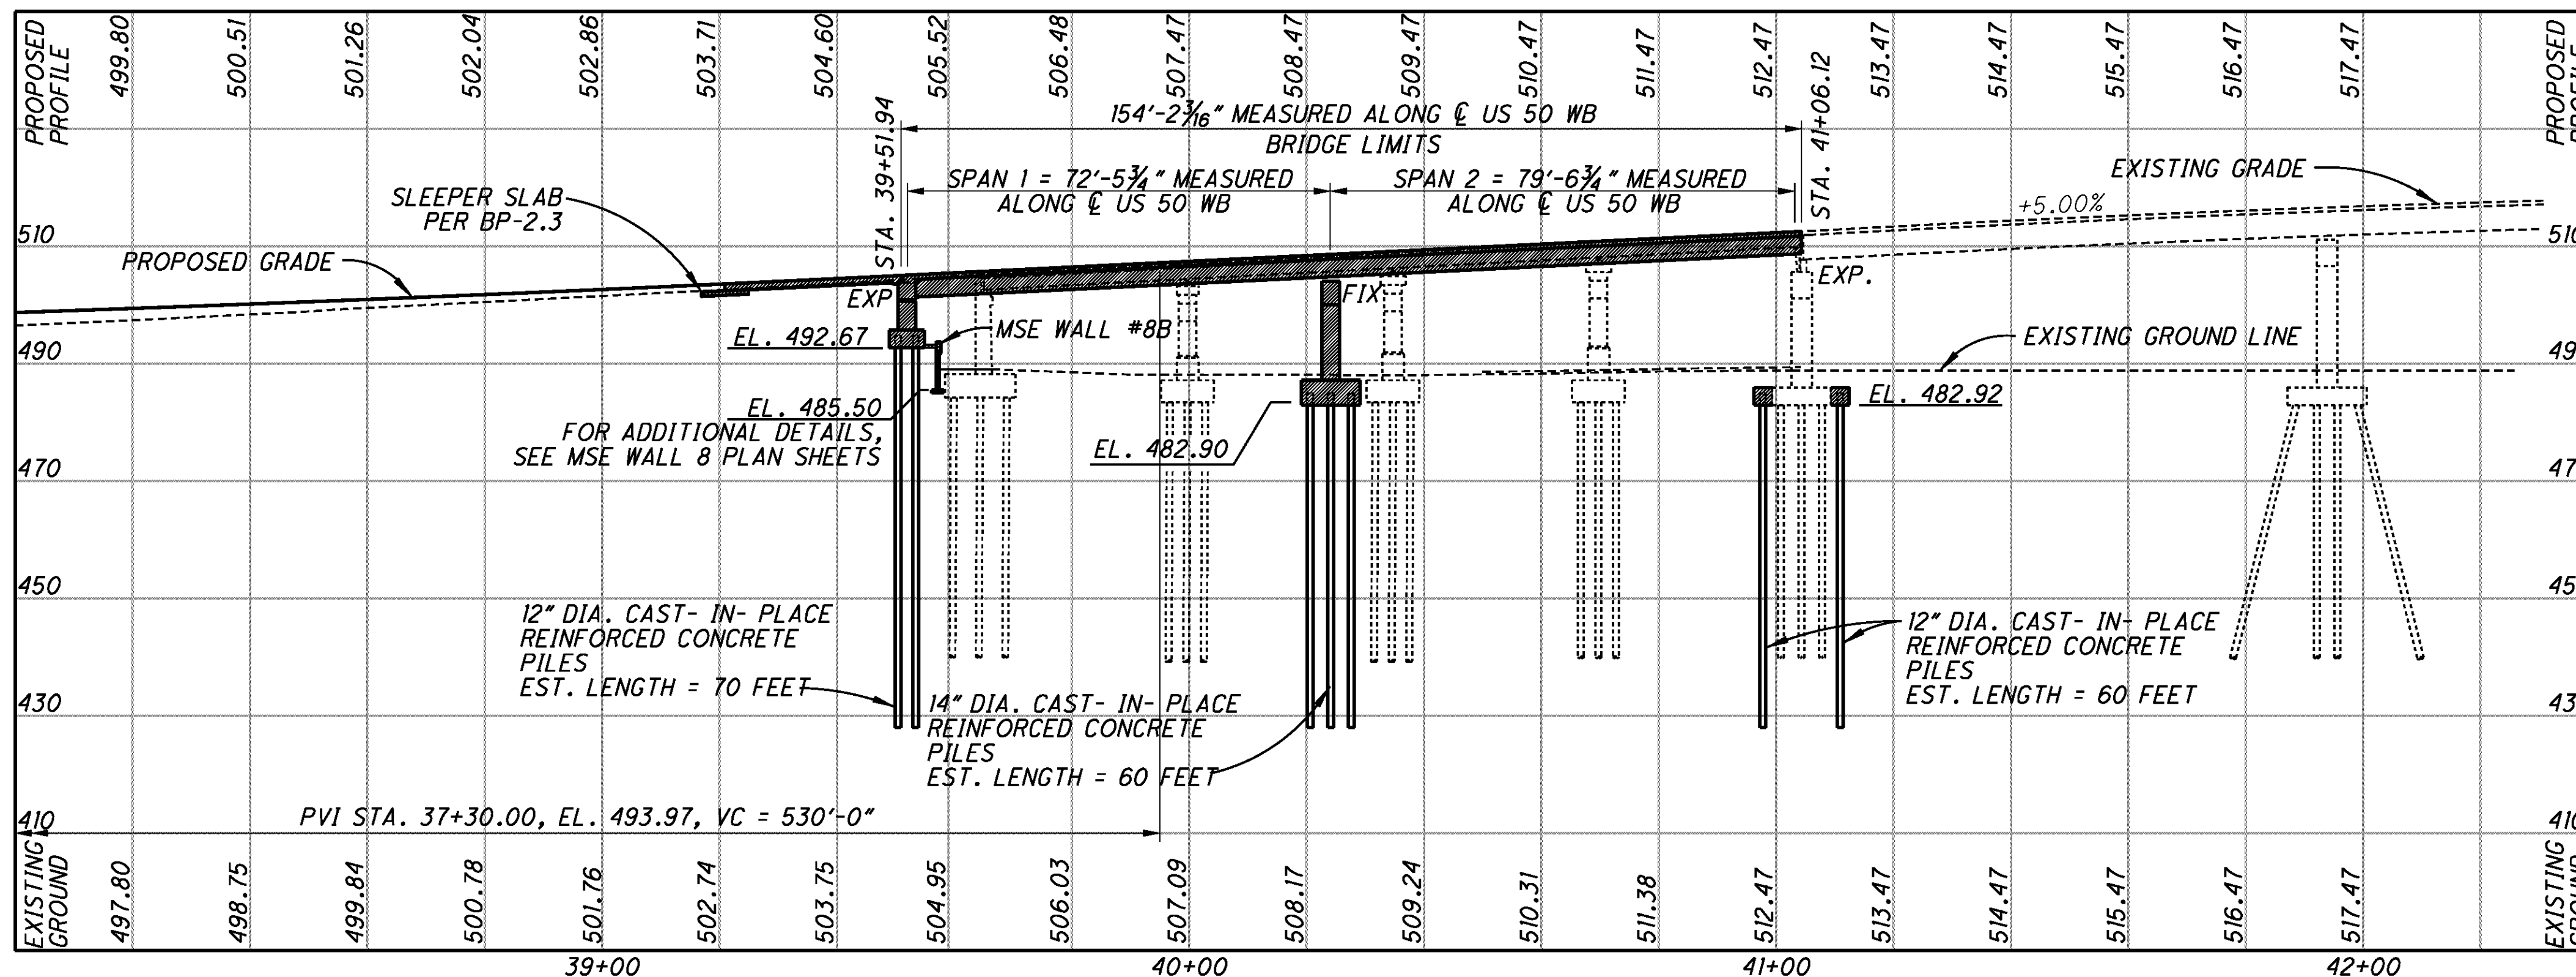 PROPOSED
PROFILE
499.80
500.51
501.26
502.04
502.86
503.71
504.60
505.52
506.48
507.47
508.47
509.47
510.47
511.47
512.47
513.47
514.47
515.47
516.47
517.47
PROPOSED
STA. 39+51.94
154'-2 3/16" MEASURED ALONG ℄ US 50 WB
BRIDGE LIMITS
STA. 41+06.12
SPAN 1 = 72'-5 3/4" MEASURED
ALONG ℄ US 50 WB
SPAN 2 = 79'-6 3/4" MEASURED
ALONG ℄ US 50 WB
EXISTING GRADE
+5.00%
SLEEPER SLAB
PER BP-2.3
PROPOSED GRADE
510
490
470
450
430
410
EXP
FIX
EXP.
EL. 492.67
MSE WALL #8B
EXISTING GROUND LINE
EL. 485.50
FOR ADDITIONAL DETAILS,
SEE MSE WALL 8 PLAN SHEETS
EL. 482.90
EL. 482.92
12" DIA. CAST- IN- PLACE
REINFORCED CONCRETE
PILES
EST. LENGTH = 70 FEET
14" DIA. CAST- IN- PLACE
REINFORCED CONCRETE
PILES
EST. LENGTH = 60 FEET
12" DIA. CAST- IN- PLACE
REINFORCED CONCRETE
PILES
EST. LENGTH = 60 FEET
PVI STA. 37+30.00, EL. 493.97, VC = 530'-0"
EXISTING
GROUND
497.80
498.75
499.84
500.78
501.76
502.74
503.75
504.95
506.03
507.09
508.17
509.24
510.31
511.38
512.47
513.47
514.47
515.47
516.47
517.47
EXISTING
39+00
40+00
41+00
42+00